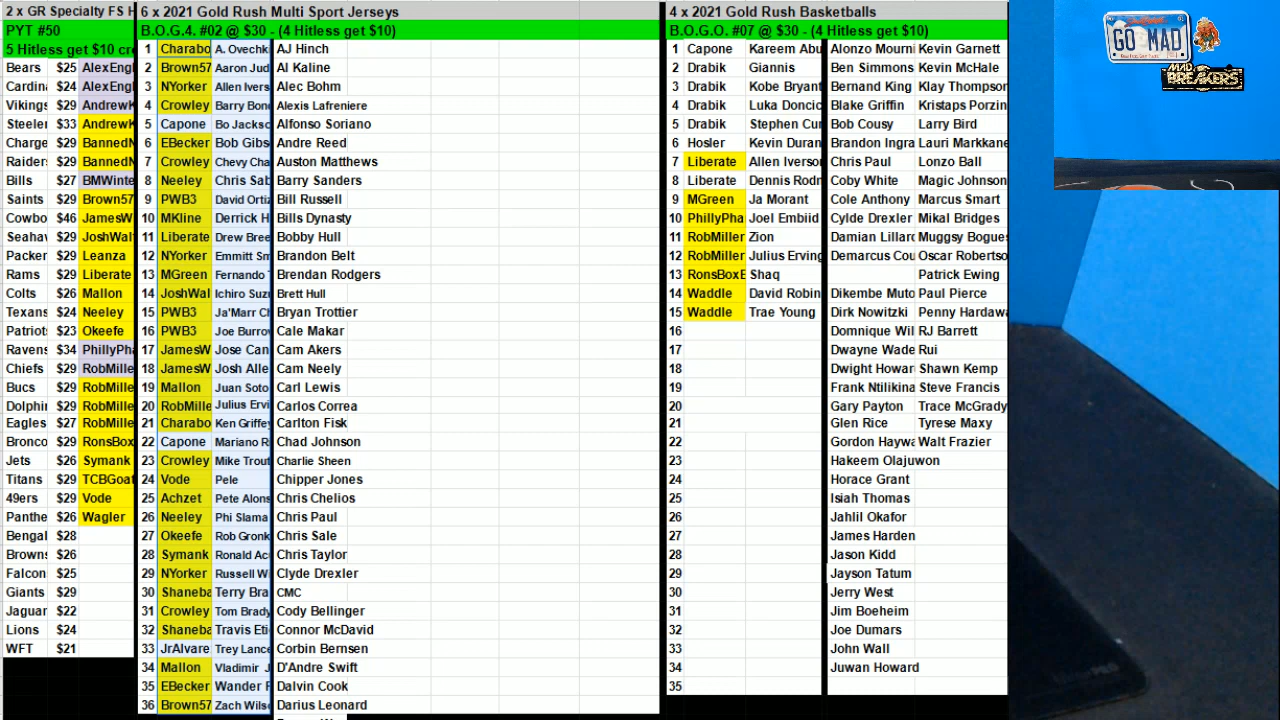 2 x GR Specialty FS H
PYT #50
5 Hitless get $10 cre
Bears $25 AlexEngl
Cardina $24 AlexEngl
Vikings $29 AndrewK
Steeler $33 AndrewK
Charge $29 BannedN
Raiders $29 BannedN
Bills $27 BMWinte
Saints $29 Brown57
Cowbo $46 JamesW
Seahav $29 JoshWal
Packer $29 Leanza
Rams $29 Liberate
Colts $26 Mallon
Texans $24 Neeley
Patriots $23 Okeefe
Ravens $34 PhillyPha
Chiefs $29 RobMille
Bucs $29 RobMille
Dolphi $29 RobMille
Eagles $27 RobMille
Bronco $29 RonsBox
Jets $26 Symank
Titans $29 TCBGoat
49ers $29 Vode
Panthe $26 Wagler
Bengal $28
Browns $26
Falcon $25
Giants $29
Jaguar $22
Lions $24
WFT $21
6 x 2021 Gold Rush Multi Sport Jerseys
B.O.G.4. #02 @ $30 - (4 Hitless get $10)
1 Charabo A. Ovechk AJ Hinch
2 Brown57 Aaron Jud Al Kaline
3 NYorker Allen Ivers Alec Bohm
4 Crowley Barry Bon Alexis Lafreniere
5 Capone Bo Jackso Alfonso Soriano
6 EBecker Bob Gibs Andre Reed
7 Crowley Chevy Cha Auston Matthews
8 Neeley Chris Sab Barry Sanders
9 PWB3 David Ortiz Bill Russell
10 MKline Derrick H Bills Dynasty
11 Liberate Drew Bree Bobby Hull
12 NYorker Emmitt Sm Brandon Belt
13 MGreen Fernando Brendan Rodgers
14 JoshWal Ichiro Suzu Brett Hull
15 PWB3 Ja'Marr C Bryan Trottier
16 PWB3 Joe Burro Cale Makar
17 JamesW Jose Can Cam Akers
18 JamesW Josh Alle Cam Neely
19 Mallon Juan Soto Carl Lewis
20 RobMille Julius Ervi Carlos Correa
21 Charabo Ken Griffey Carlton Fisk
22 Capone Mariano R Chad Johnson
23 Crowley Mike Trout Charlie Sheen
24 Vode Pele Chipper Jones
25 Achzet Pete Alons Chris Chelios
26 Neeley Phi Slama Chris Paul
27 Okeefe Rob Gronk Chris Sale
28 Symank Ronald Ac Chris Taylor
29 NYorker Russell W Clyde Drexler
30 Shaneba Terry Bra CMC
31 Crowley Tom Brady Cody Bellinger
32 Shaneba Travis Eti Connor McDavid
33 JrAlvare Trey Lance Corbin Bernsen
34 Mallon Vladimir J D'Andre Swift
35 EBecker Wander F Dalvin Cook
36 Brown57 Zach Wils Darius Leonard
4 x 2021 Gold Rush Basketballs
B.O.G.O. #07 @ $30 - (4 Hitless get $10)
1 Capone Kareem Abu Alonzo Mourni Kevin Garnett
2 Drabik Giannis Ben Simmons Kevin McHale
3 Drabik Kobe Bryant Bernard King Klay Thompson
4 Drabik Luka Doncic Blake Griffin Kristaps Porzin
5 Drabik Stephen Cur Bob Cousy Larry Bird
6 Hosler Kevin Duran Brandon Ingra Lauri Markkane
7 Liberate Allen Iverson Chris Paul Lonzo Ball
8 Liberate Dennis Rodr Coby White Magic Johnson
9 MGreen Ja Morant Cole Anthony Marcus Smart
10 PhillyPha Joel Embiid Cylde Drexler Mikal Bridges
11 RobMiller Zion Damian Lillard Muggsy Bogues
12 RobMiller Julius Erving Demarcus Cou Oscar Robertso
13 RonsBoxE Shaq Patrick Ewing
14 Waddle David Robin Dikembe Muto Paul Pierce
15 Waddle Trae Young Dirk Nowitzki Penny Hardawa
16 Domnique Wil RJ Barrett
17 Dwayne Wade Rui
18 Dwight Howar Shawn Kemp
19 Frank Ntilikina Steve Francis
20 Gary Payton Trace McGrady
21 Glen Rice Tyrese Maxy
22 Gordon Haywa Walt Frazier
23 Hakeem Olajuwon
24 Horace Grant
25 Isiah Thomas
26 Jahlil Okafor
27 James Harden
28 Jason Kidd
29 Jayson Tatum
30 Jerry West
31 Jim Boeheim
32 Joe Dumars
33 John Wall
34 Juwan Howard
35
GO MAD
MAD
BREAKERS